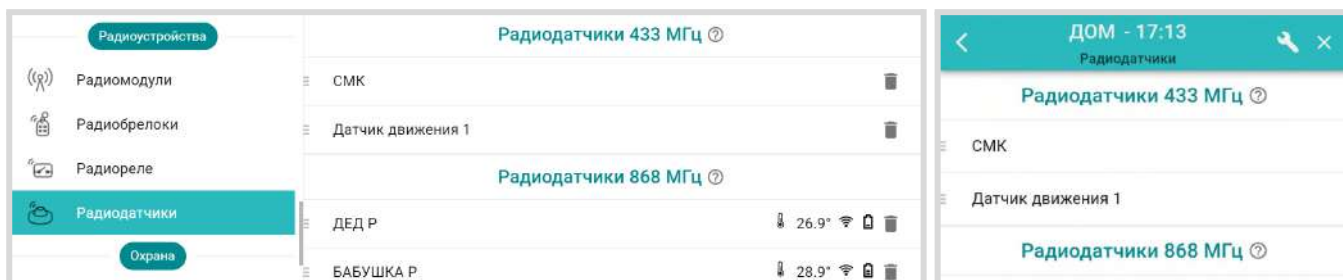 Радиоустройства
Радиомодули
Радиобрелоки
Радиореле
Радиодатчики
Охрана
Радиодатчики 433 МГц ?
СМК
Датчик движения 1
Радиодатчики 868 МГц ?
ДЕД Р 26.9°
БАБУШКА Р 28.9°
ДОМ - 17:13
Радиодатчики
Радиодатчики 433 МГц ?
СМК
Датчик движения 1
Радиодатчики 868 МГц ?